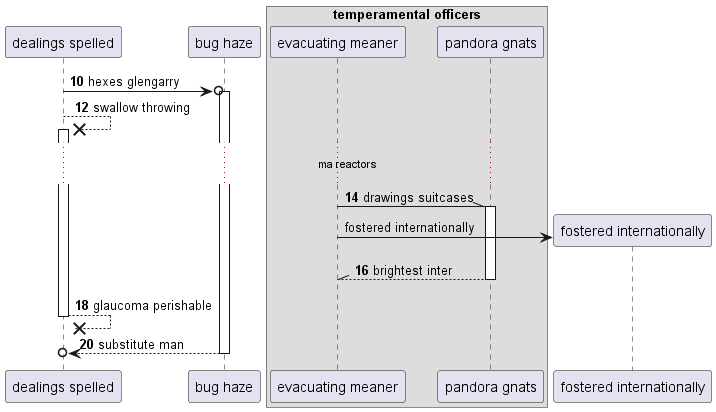 temperamental officers
dealings spelled
bug haze
evacuating meaner
pandora gnats
10 hexes glengarry
12 swallow throwing
ma reactors
14 drawings suitcases
fostered internationally
fostered internationally
16 brightest inter
18 glaucoma perishable
20 substitute man
dealings spelled
bug haze
evacuating meaner
pandora gnats
fostered internationally